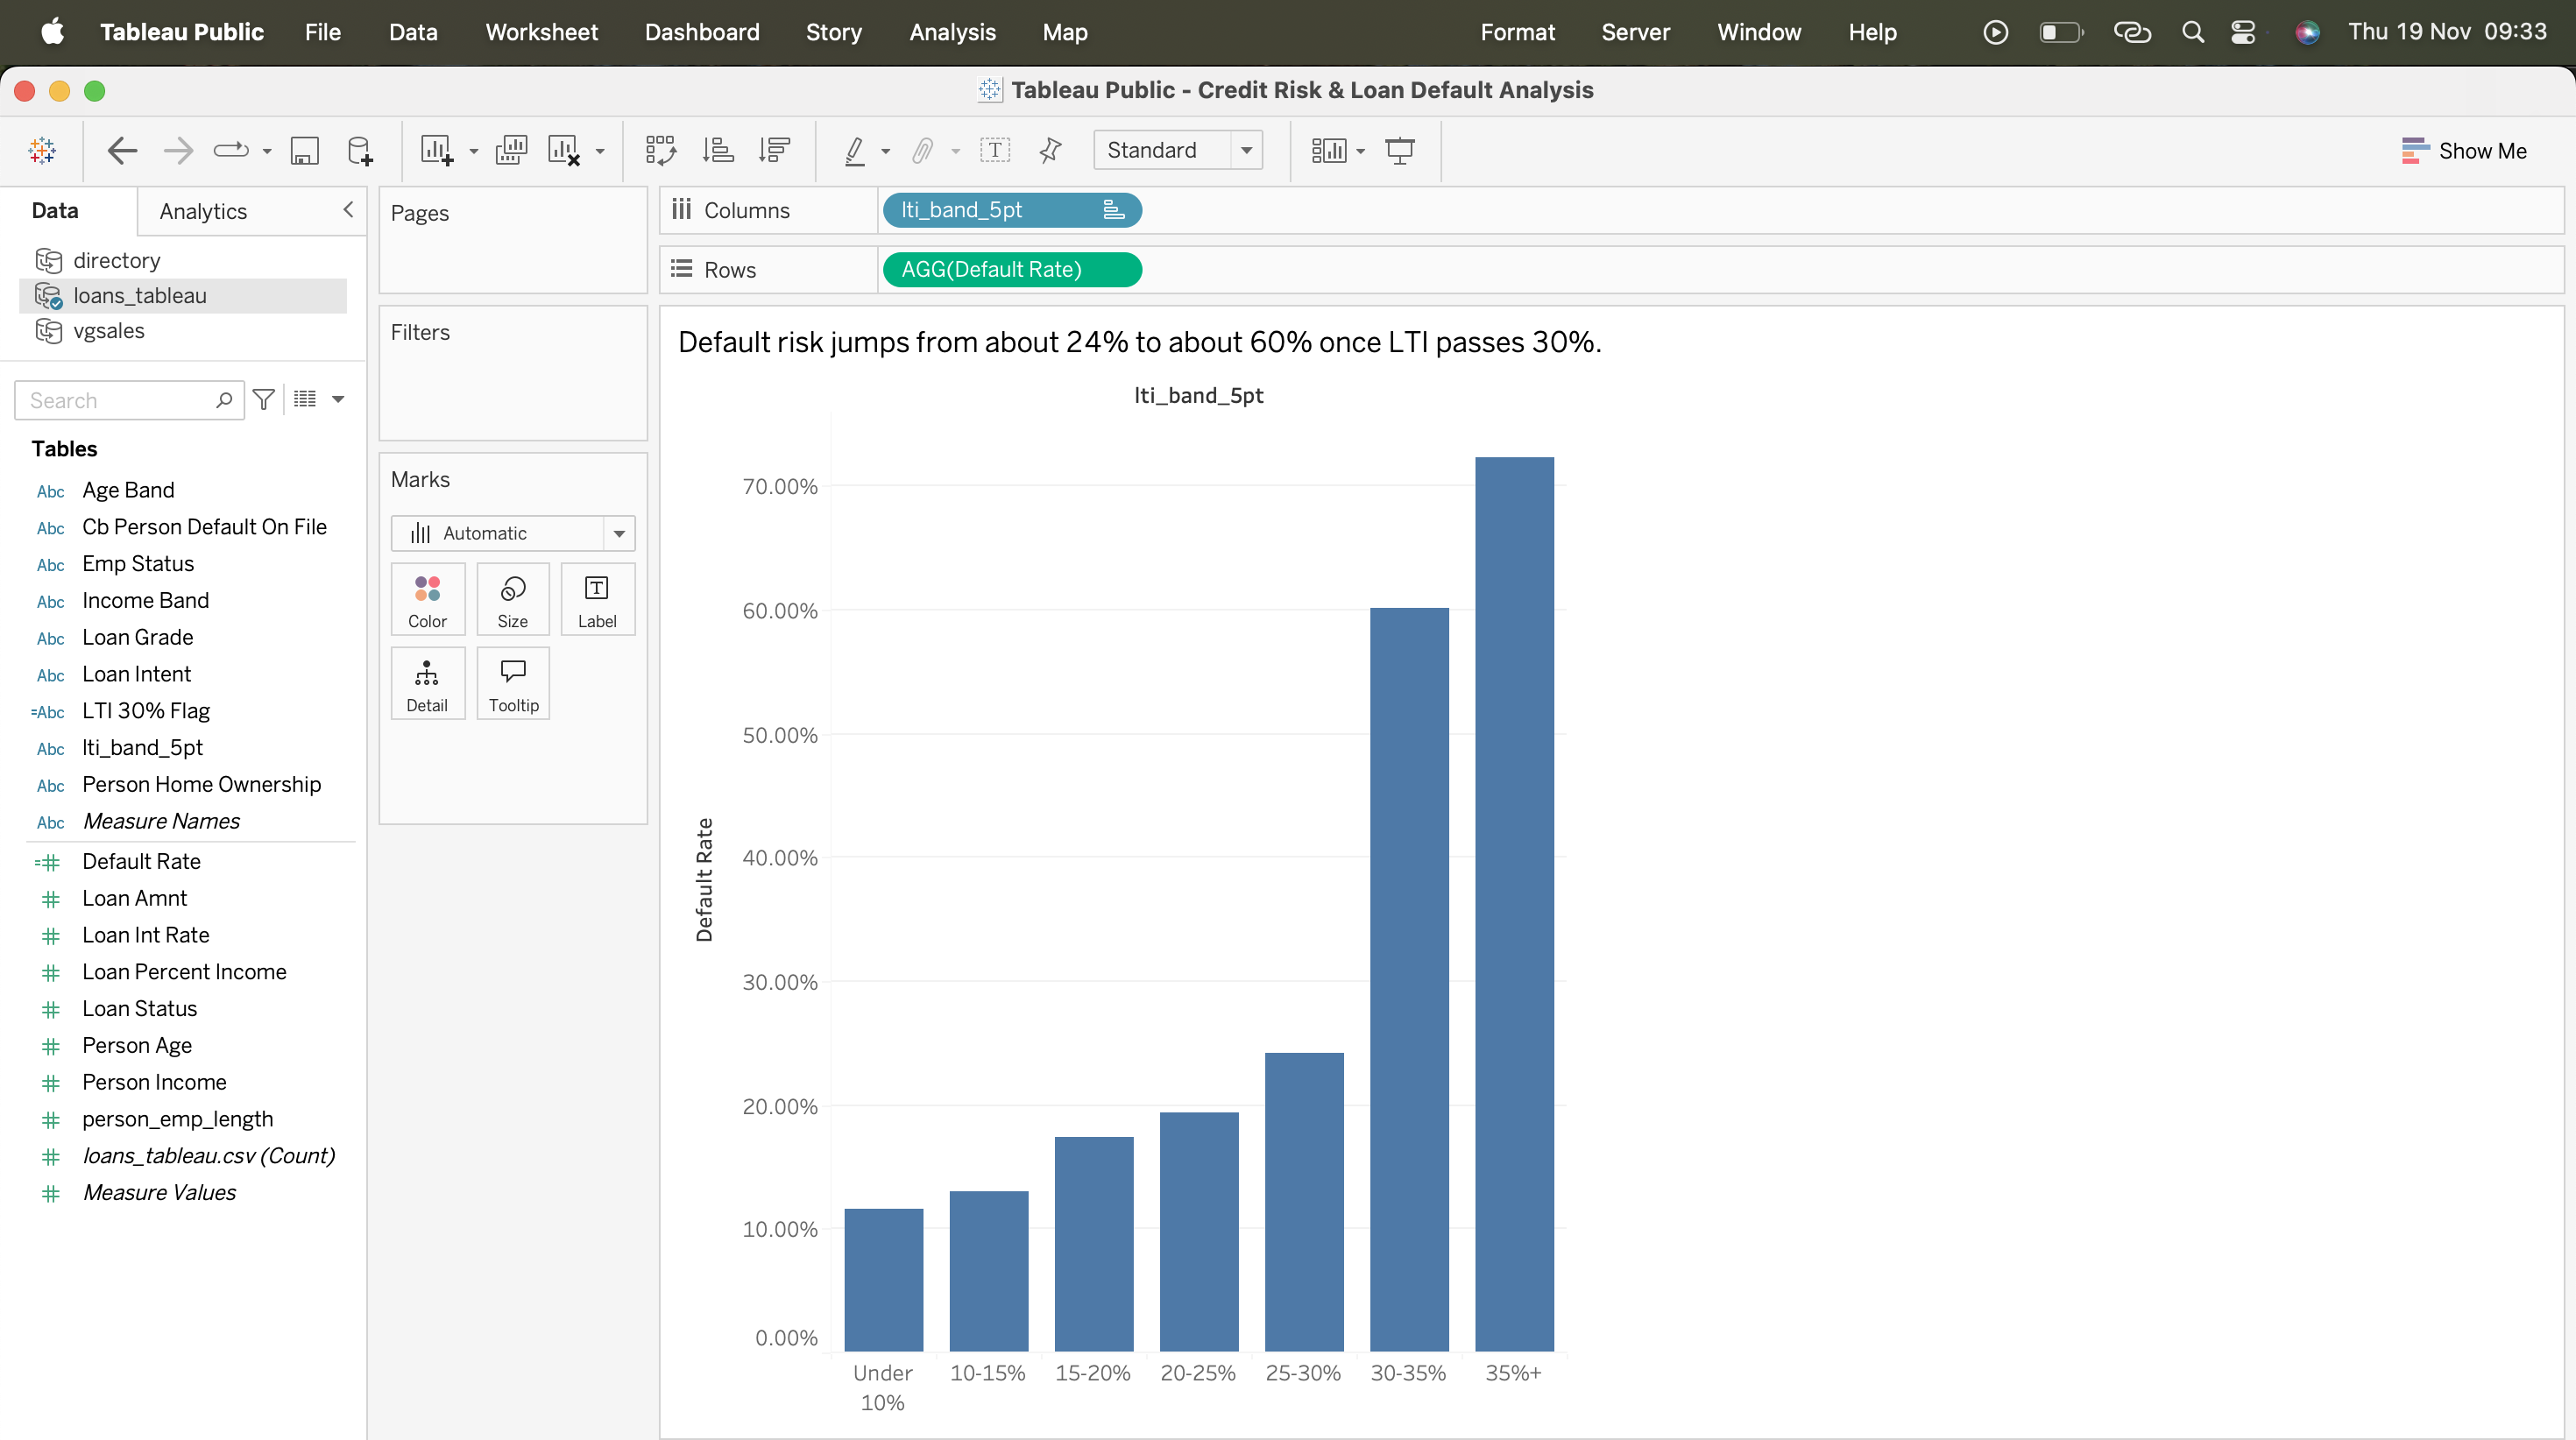 Tableau Public File Data Worksheet Dashboard Story Analysis Map Format Server Window Help Thu 19 Nov 09:33
Tableau Public - Credit Risk & Loan Default Analysis
Standard
Show Me
Data Analytics
directory
loans_tableau
vgsales
Search
Tables
Abc Age Band
Abc Cb Person Default On File
Abc Emp Status
Abc Income Band
Abc Loan Grade
Abc Loan Intent
=Abc LTI 30% Flag
Abc lti_band_5pt
Abc Person Home Ownership
Abc Measure Names
=# Default Rate
# Loan Amnt
# Loan Int Rate
# Loan Percent Income
# Loan Status
# Person Age
# Person Income
# person_emp_length
# loans_tableau.csv (Count)
# Measure Values
Pages
Filters
Marks
Automatic
Color Size Label
Detail Tooltip
Columns lti_band_5pt
Rows AGG(Default Rate)
Default risk jumps from about 24% to about 60% once LTI passes 30%.
lti_band_5pt
Default Rate
70.00%
60.00%
50.00%
40.00%
30.00%
20.00%
10.00%
0.00%
Under 10% 10-15% 15-20% 20-25% 25-30% 30-35% 35%+